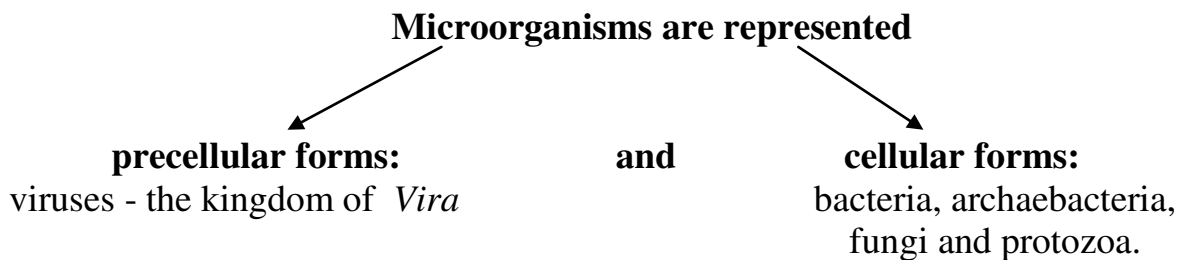 Microorganisms are represented
precellular forms: and cellular forms:
viruses - the kingdom of Vira bacteria, archaebacteria,
fungi and protozoa.